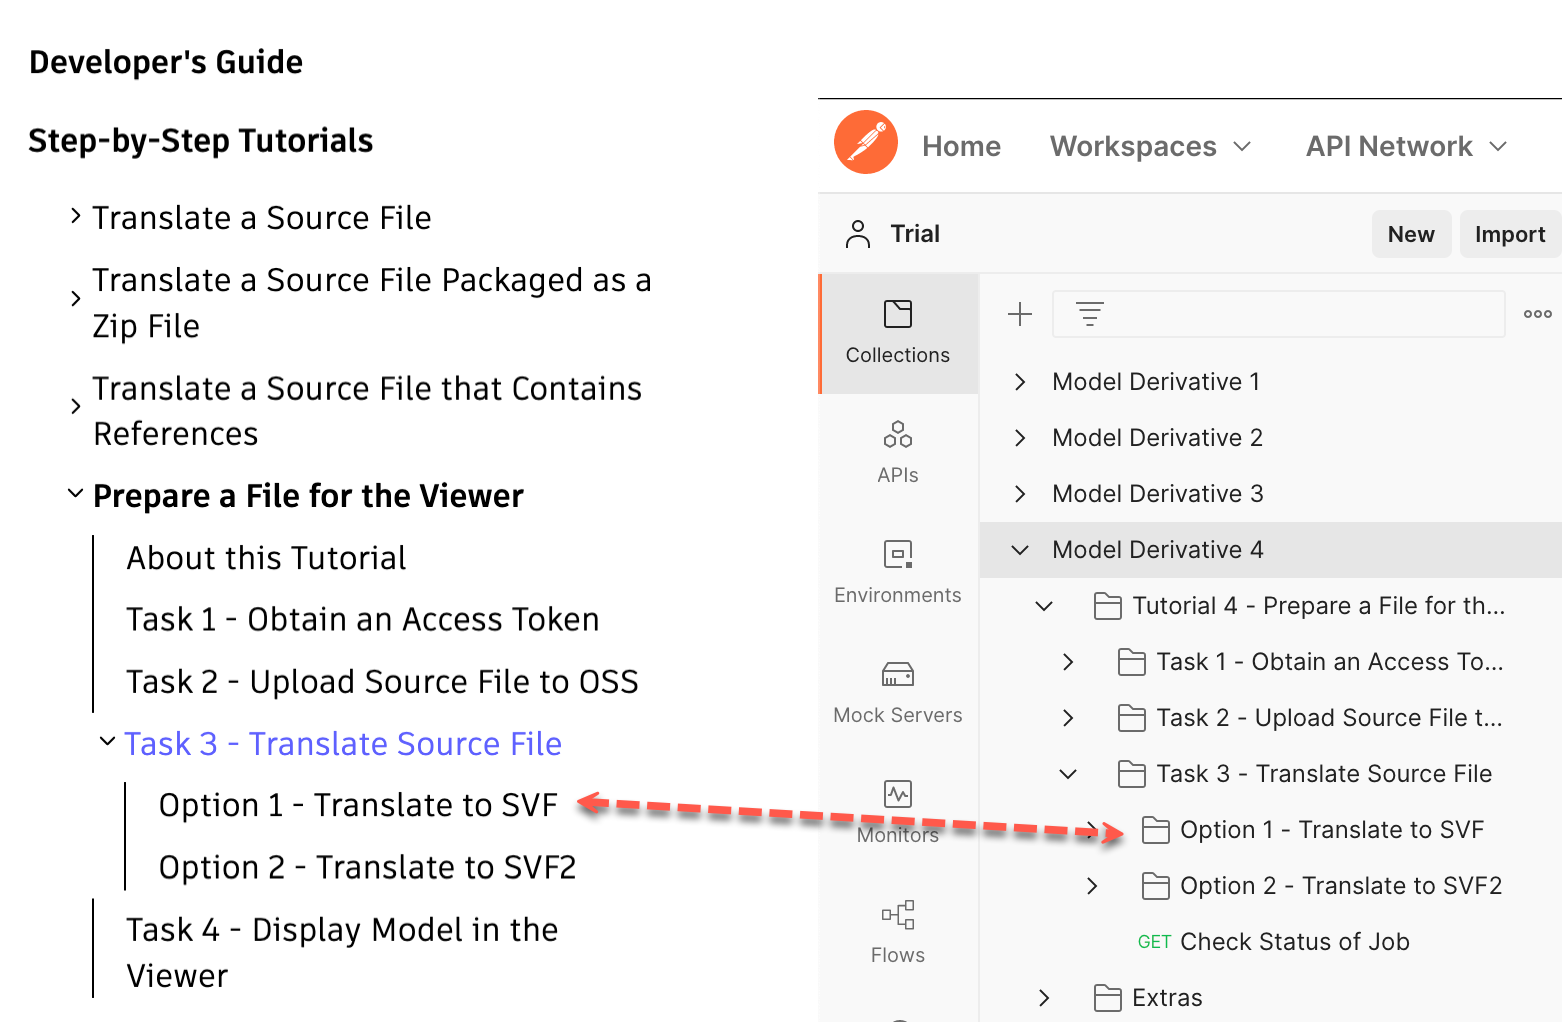 Developer's Guide
Step-by-Step Tutorials
Translate a Source File
Translate a Source File Packaged as a
Zip File
Translate a Source File that Contains
References
Prepare a File for the Viewer
About this Tutorial
Task 1 - Obtain an Access Token
Task 2 - Upload Source File to OSS
Task 3 - Translate Source File
Option 1 - Translate to SVF
Option 2 - Translate to SVF2
Task 4 - Display Model in the
Viewer
Home Workspaces API Network
Trial New Import
Collections
APIs
Environments
Mock Servers
Monitors
Flows
Model Derivative 1
Model Derivative 2
Model Derivative 3
Model Derivative 4
Tutorial 4 - Prepare a File for th...
Task 1 - Obtain an Access To...
Task 2 - Upload Source File t...
Task 3 - Translate Source File
Option 1 - Translate to SVF
Option 2 - Translate to SVF2
GET Check Status of Job
Extras